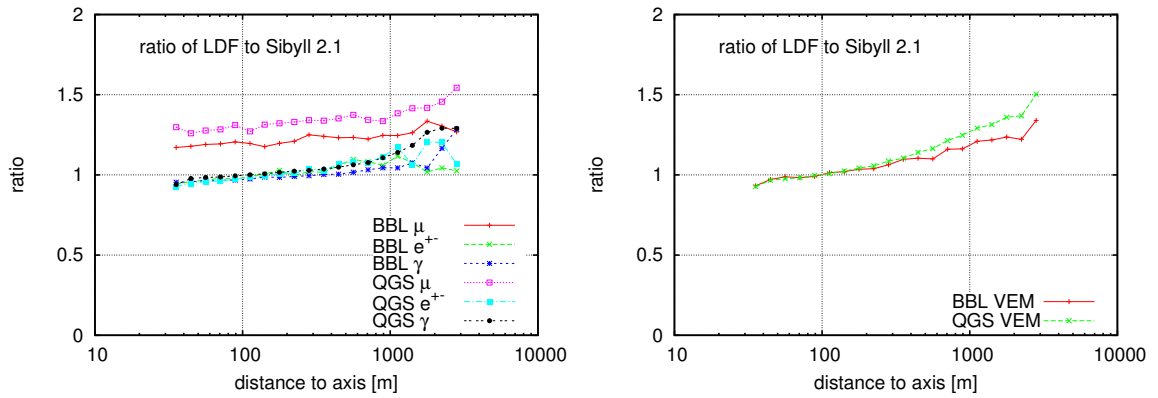 2
1.5
1
0.5
0
10
100
1000
10000
ratio
distance to axis [m]
ratio of LDF to Sibyll 2.1
BBL μ
BBL e+-
BBL γ
QGS μ
QGS e+-
QGS γ
2
1.5
1
0.5
0
10
100
1000
10000
ratio
distance to axis [m]
ratio of LDF to Sibyll 2.1
BBL VEM
QGS VEM